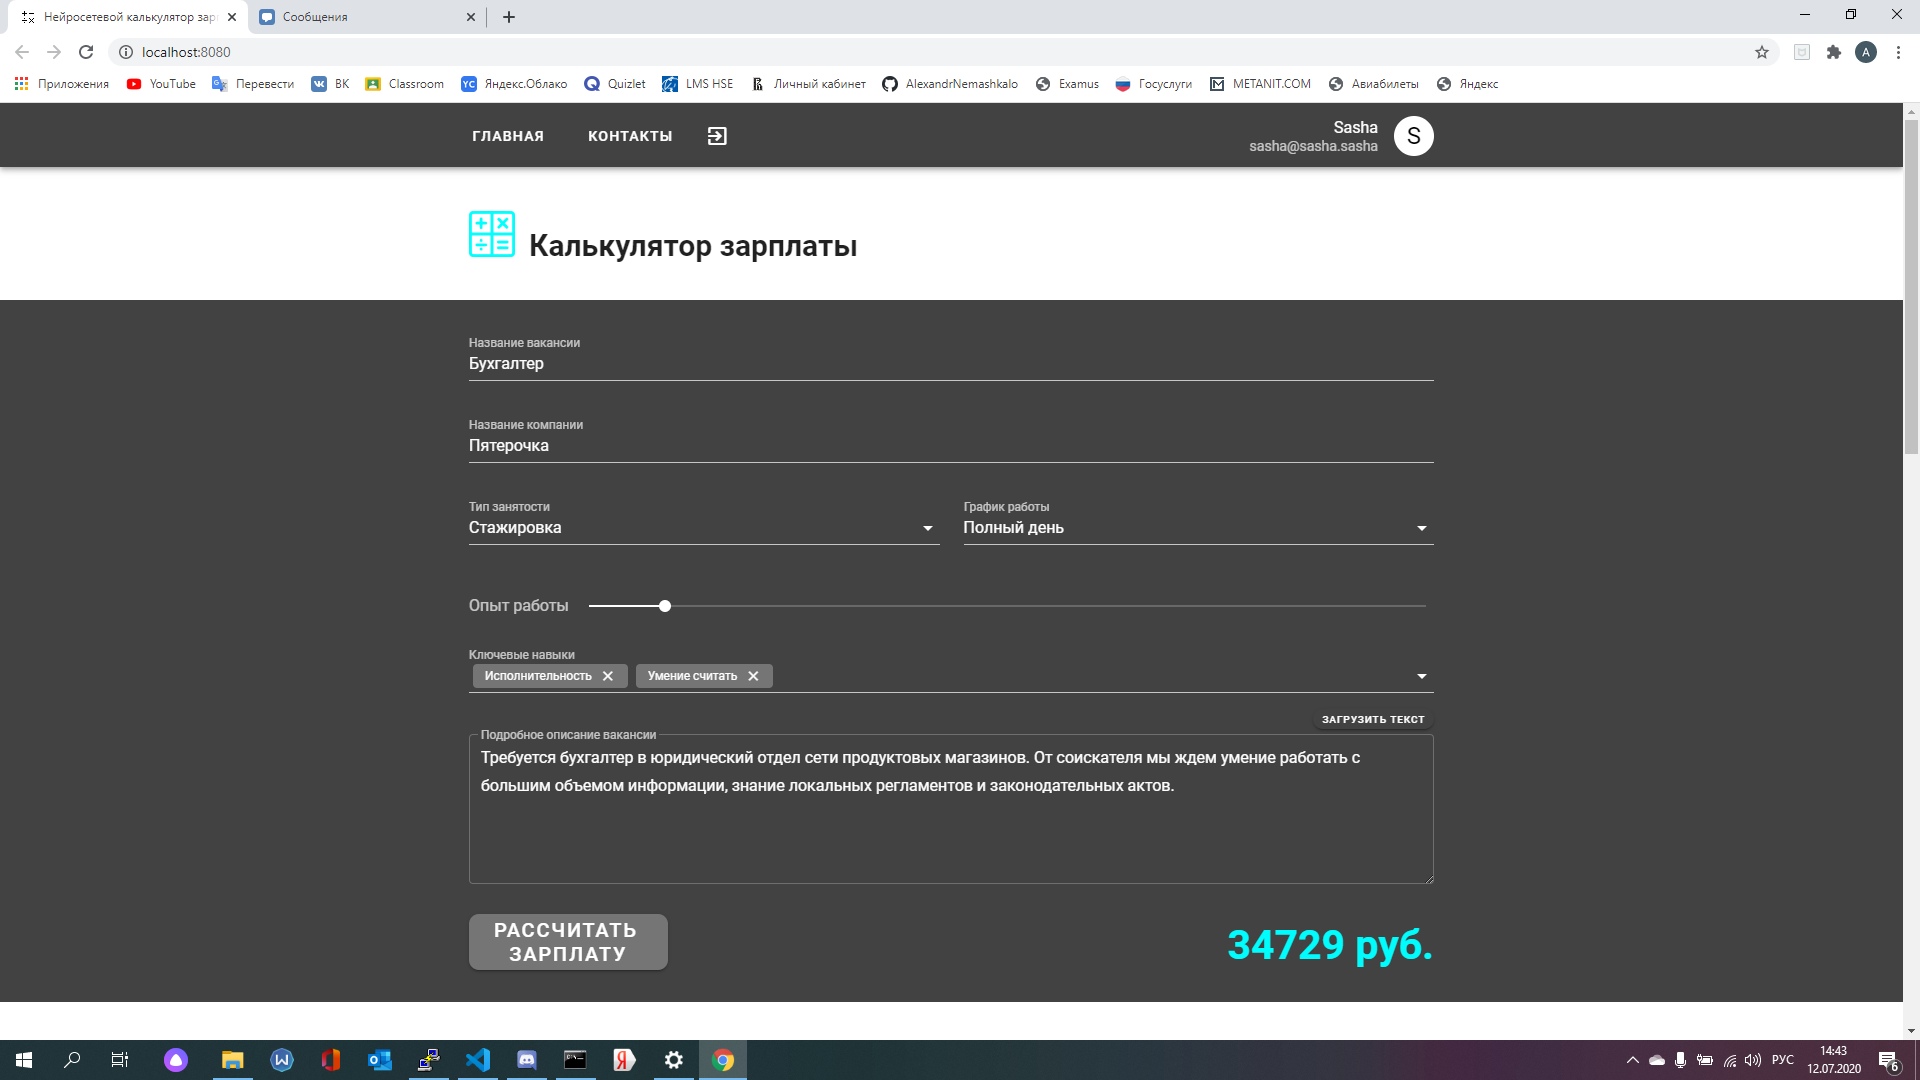 Нейросетевой калькулятор зар
Сообщения
localhost:8080
A
Приложения YouTube Перевести ВК Classroom Яндекс.Облако Quizlet LMS HSE Личный кабинет AlexandrNemashkalo Examus Госуслуги METANIT.COM Авиабилеты Яндекс
ГЛАВНАЯ КОНТАКТЫ
Sasha
sasha@sasha.sasha
S
Калькулятор зарплаты
Название вакансии
Бухгалтер
Название компании
Пятерочка
Тип занятости
Стажировка
График работы
Полный день
Опыт работы
Ключевые навыки
Исполнительность Умение считать
ЗАГРУЗИТЬ ТЕКСТ
Подробное описание вакансии
Требуется бухгалтер в юридический отдел сети продуктовых магазинов. От соискателя мы ждем умение работать с
большим объемом информации, знание локальных регламентов и законодательных актов.
РАССЧИТАТЬ
ЗАРПЛАТУ
34729 руб.
РУС
14:43
12.07.2020
6